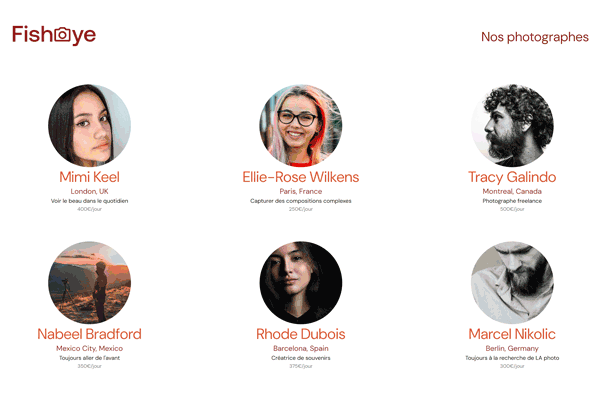 Fisheye
Nos photographes
Mimi Keel
London, UK
Voir le beau dans le quotidien
400€/jour
Ellie-Rose Wilkens
Paris, France
Capturer des compositions complexes
250€/jour
Tracy Galindo
Montreal, Canada
Photographe freelance
500€/jour
Nabeel Bradford
Mexico City, Mexico
Toujours aller de l'avant
350€/jour
Rhode Dubois
Barcelona, Spain
Créatrice de souvenirs
375€/jour
Marcel Nikolic
Berlin, Germany
Toujours à la recherche de LA photo
300€/jour